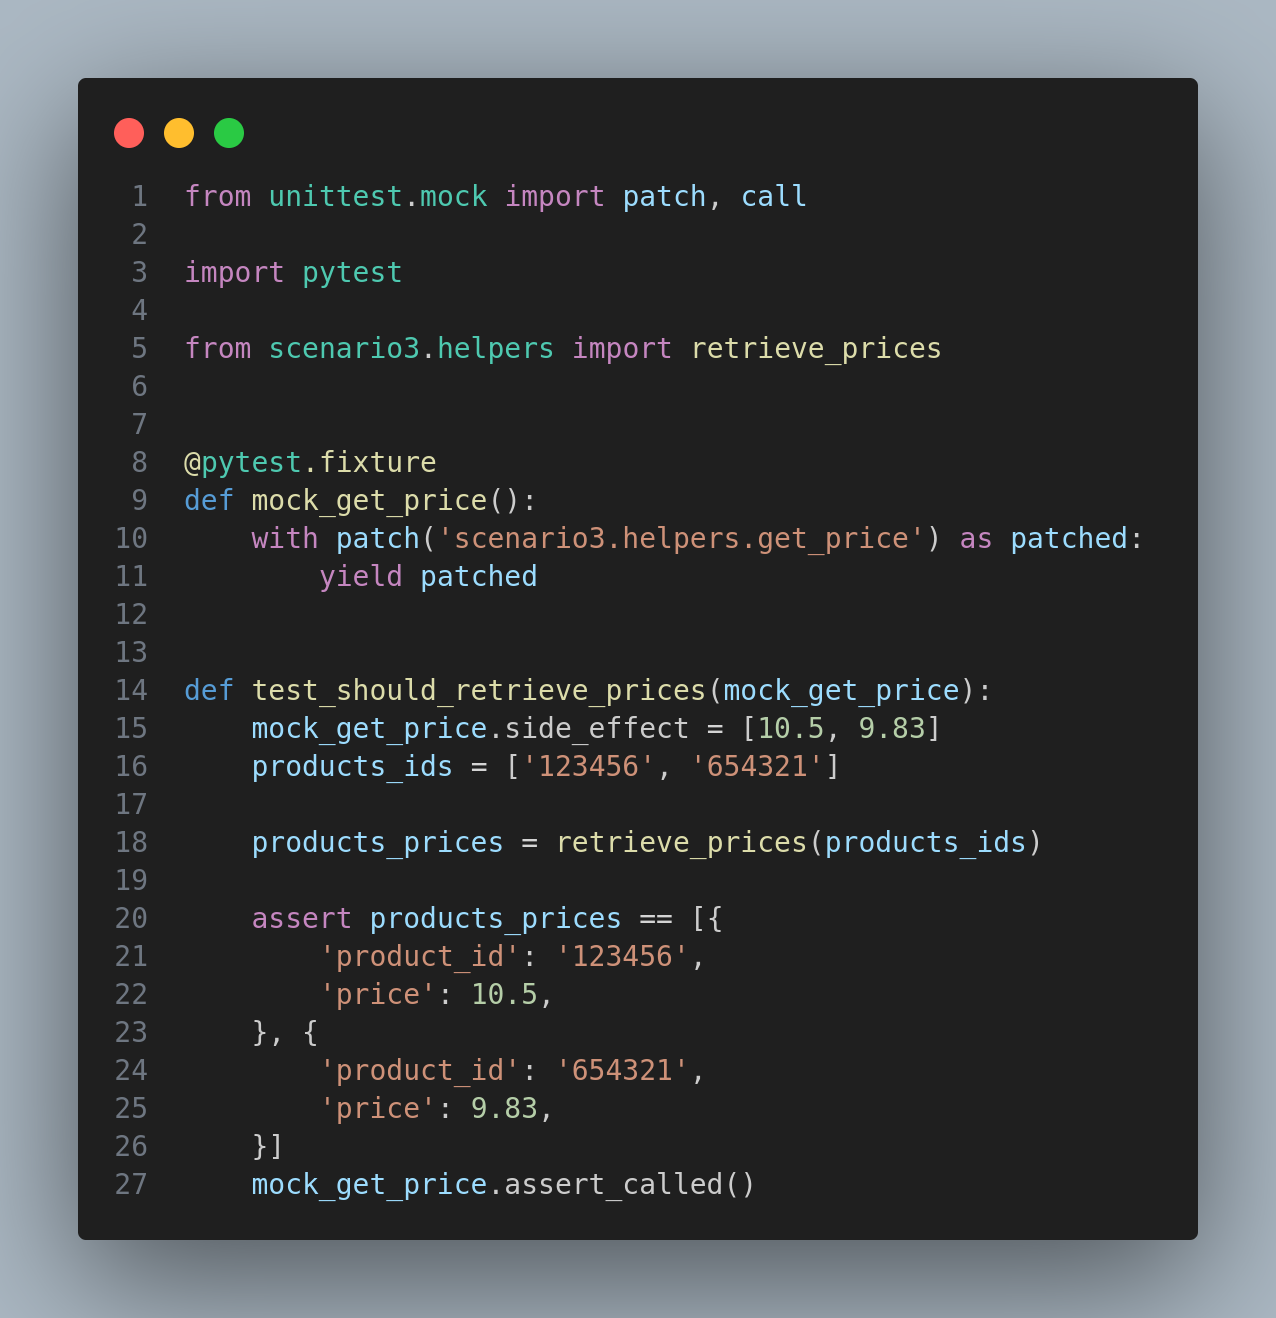 1 from unittest.mock import patch, call
2
3 import pytest
4
5 from scenario3.helpers import retrieve_prices
6
7
8 @pytest.fixture
9 def mock_get_price():
10     with patch('scenario3.helpers.get_price') as patched:
11         yield patched
12
13
14 def test_should_retrieve_prices(mock_get_price):
15     mock_get_price.side_effect = [10.5, 9.83]
16     products_ids = ['123456', '654321']
17
18     products_prices = retrieve_prices(products_ids)
19
20     assert products_prices == [{
21         'product_id': '123456',
22         'price': 10.5,
23     }, {
24         'product_id': '654321',
25         'price': 9.83,
26     }]
27     mock_get_price.assert_called()